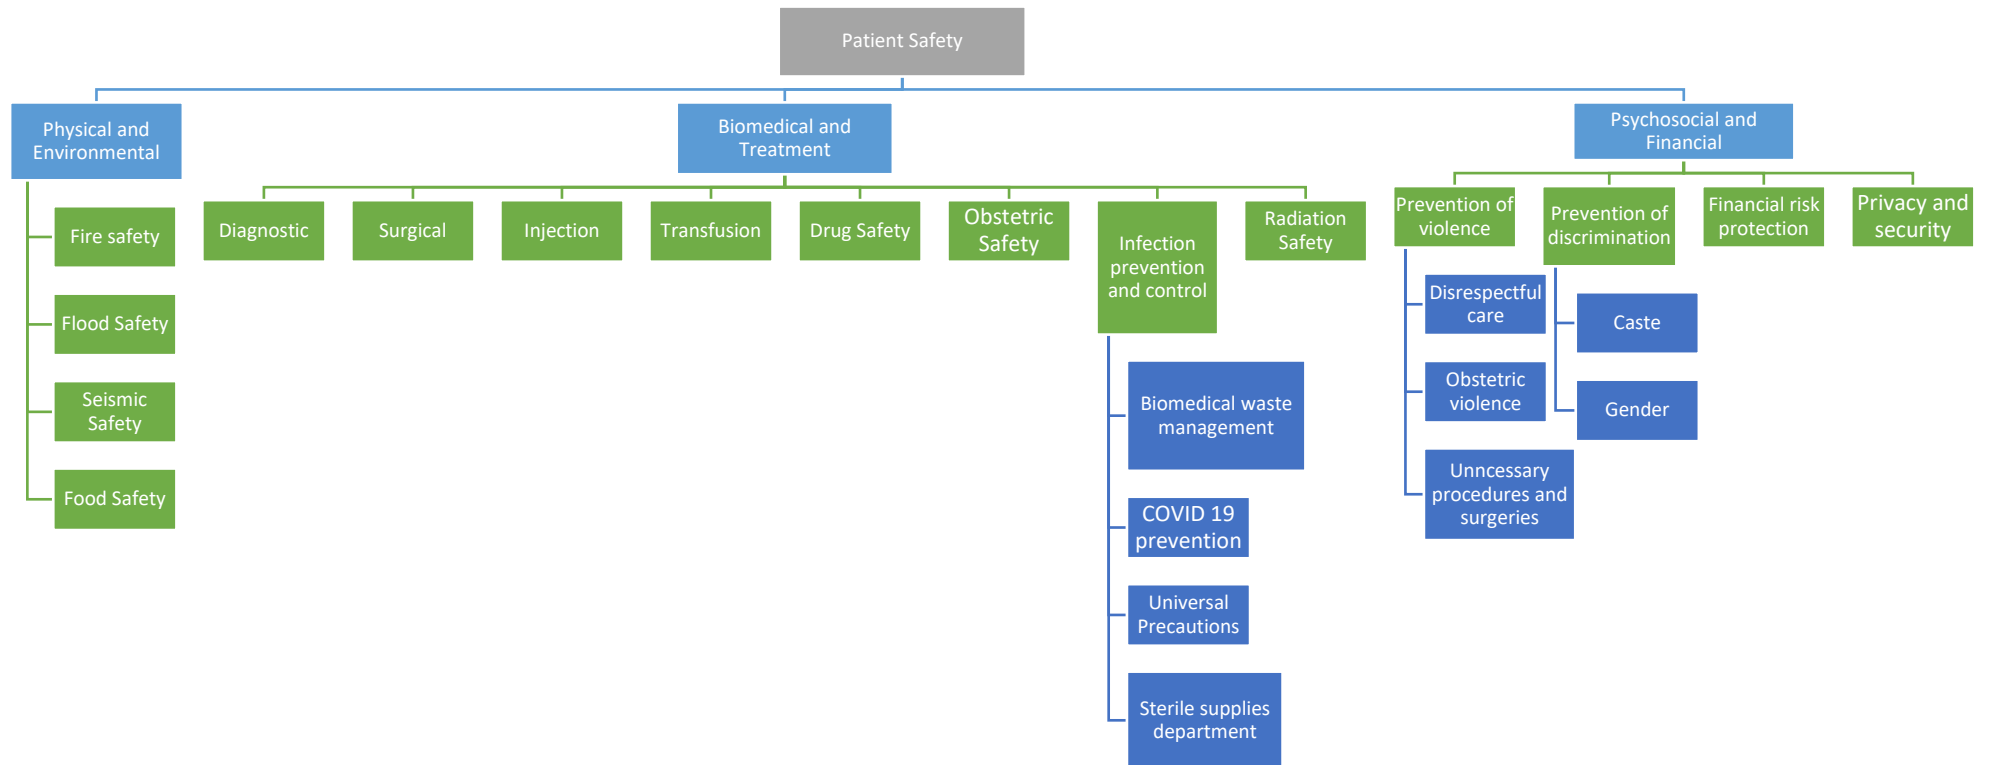 Patient Safety
Physical and
Environmental
Fire safety
Flood Safety
Seismic
Safety
Food Safety
Biomedical and
Treatment
Diagnostic
Surgical
Injection
Transfusion
Drug Safety
Obstetric
Safety
Infection
prevention
and control
Biomedical waste
management
COVID 19
prevention
Universal
Precautions
Sterile supplies
department
Radiation
Safety
Psychosocial and
Financial
Prevention of
violence
Disrespectful
care
Obstetric
violence
Unncessary
procedures and
surgeries
Prevention of
discrimination
Caste
Gender
Financial risk
protection
Privacy and
security